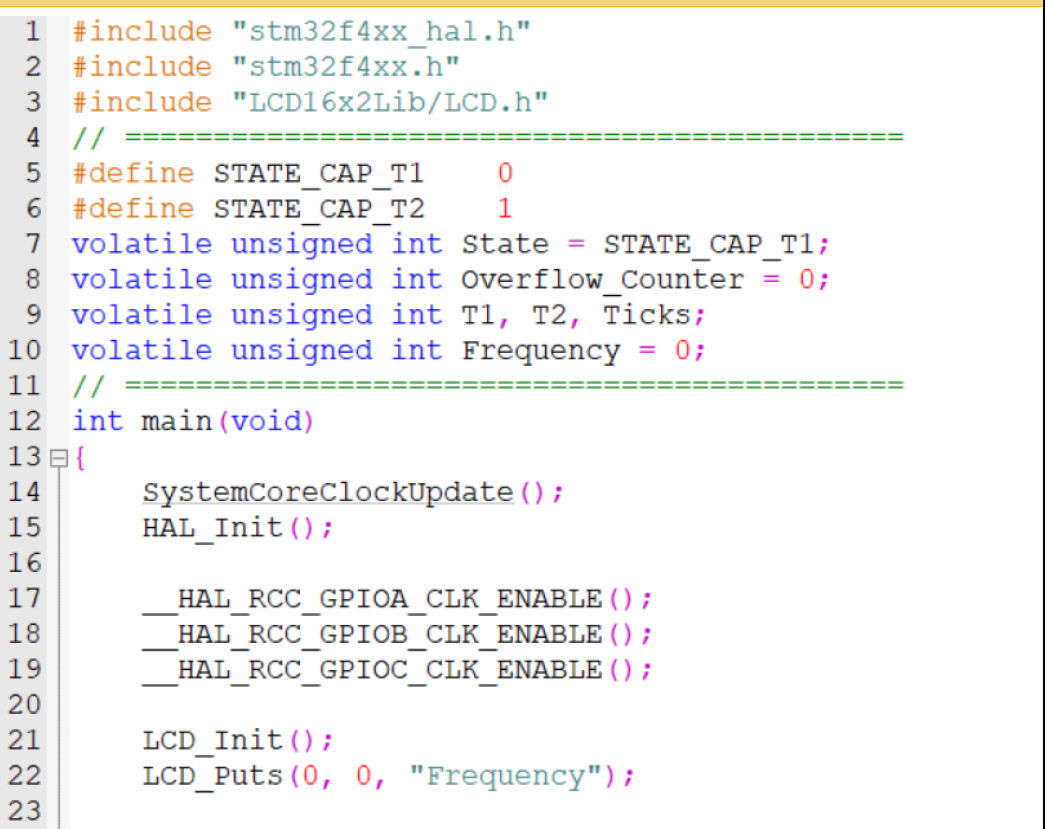 1 #include "stm32f4xx_hal.h"
2 #include "stm32f4xx.h"
3 #include "LCD16x2Lib/LCD.h"
4 // ============================================
5 #define STATE_CAP_T1    0
6 #define STATE_CAP_T2    1
7 volatile unsigned int State = STATE_CAP_T1;
8 volatile unsigned int Overflow_Counter = 0;
9 volatile unsigned int T1, T2, Ticks;
10 volatile unsigned int Frequency = 0;
11 // ============================================
12 int main(void)
13 {
14     SystemCoreClockUpdate();
15     HAL_Init();
16
17     __HAL_RCC_GPIOA_CLK_ENABLE();
18     __HAL_RCC_GPIOB_CLK_ENABLE();
19     __HAL_RCC_GPIOC_CLK_ENABLE();
20
21     LCD_Init();
22     LCD_Puts(0, 0, "Frequency");
23